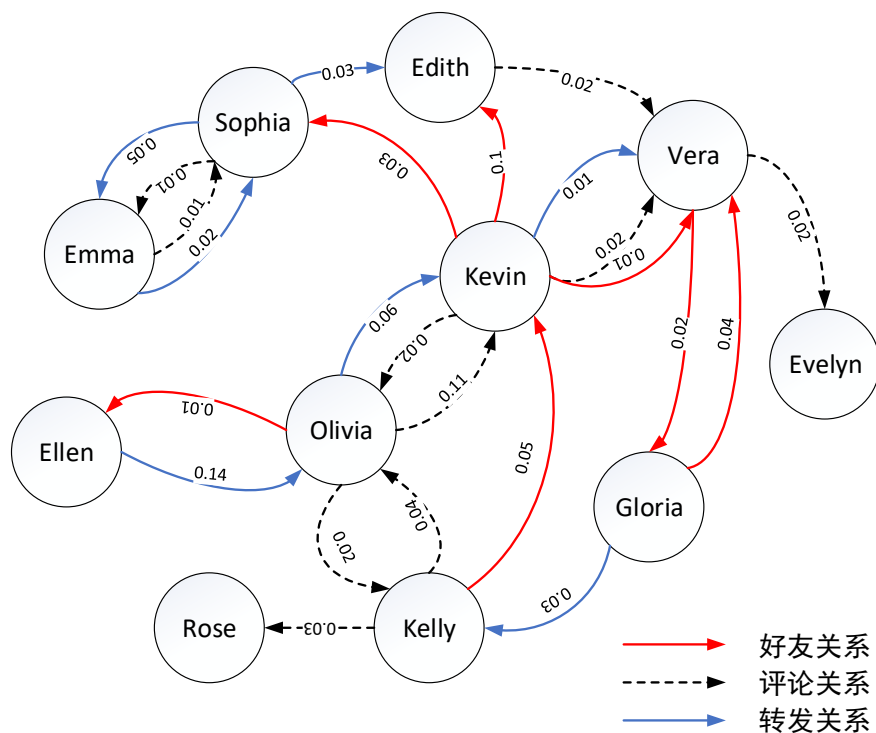 Edith
0.03
0.02
Sophia
Vera
0.05
0.03
0.1
0.01
0.01
0.01
0.02
Emma
0.02
0.02
0.01
Kevin
0.06
0.02
0.02
0.04
Evelyn
0.11
0.01
Olivia
Ellen
0.14
0.05
0.04
Gloria
0.02
0.03
Rose
0.03
Kelly
好友关系
评论关系
转发关系